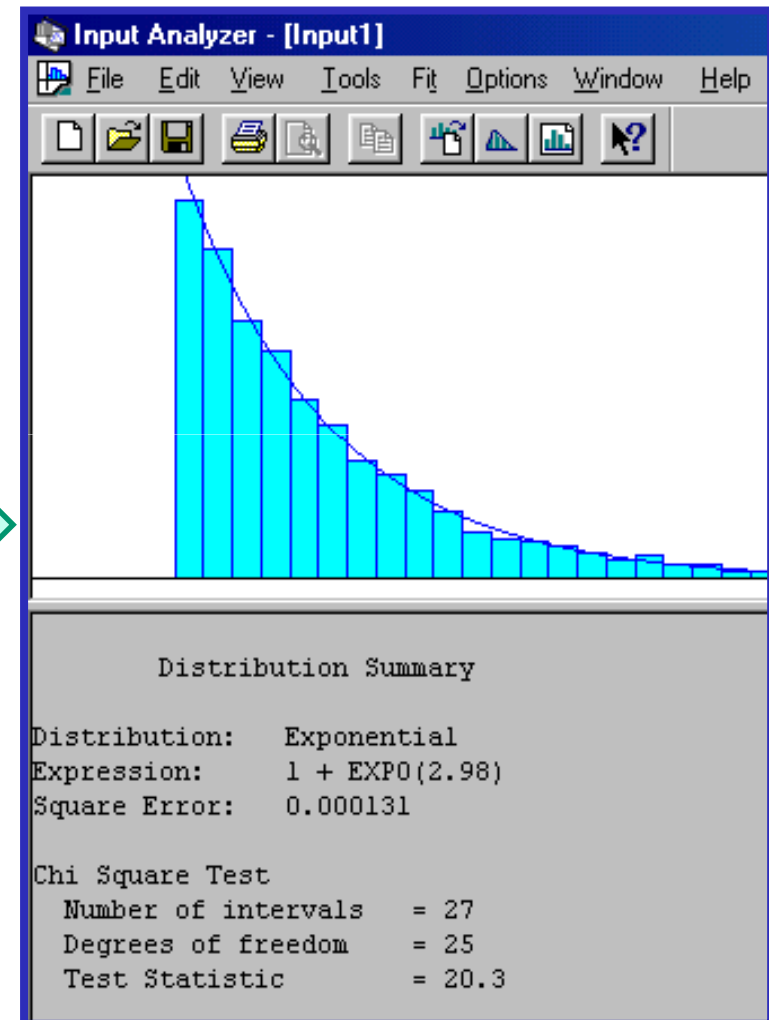 Input Analyzer - [Input1]
File Edit View Tools Fit Options Window Help
Distribution Summary
Distribution: Exponential
Expression: 1 + EXPO(2.98)
Square Error: 0.000131
Chi Square Test
Number of intervals = 27
Degrees of freedom = 25
Test Statistic = 20.3